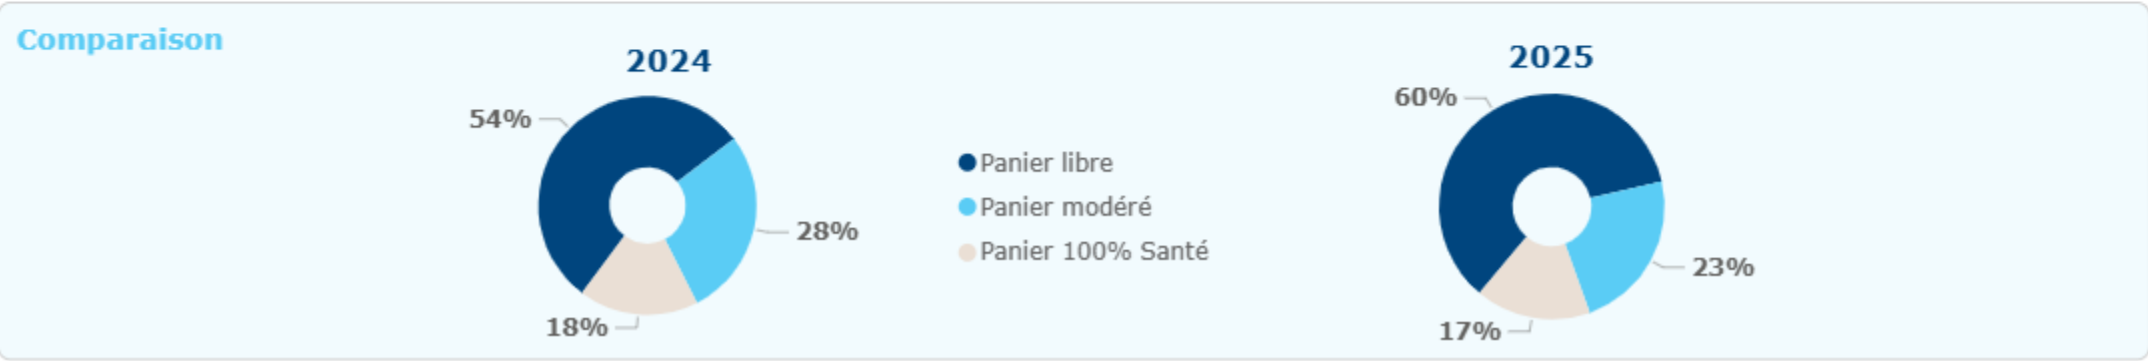 Comparaison
2024
54%
28%
18%
Panier libre
Panier modéré
Panier 100% Santé
2025
60%
23%
17%